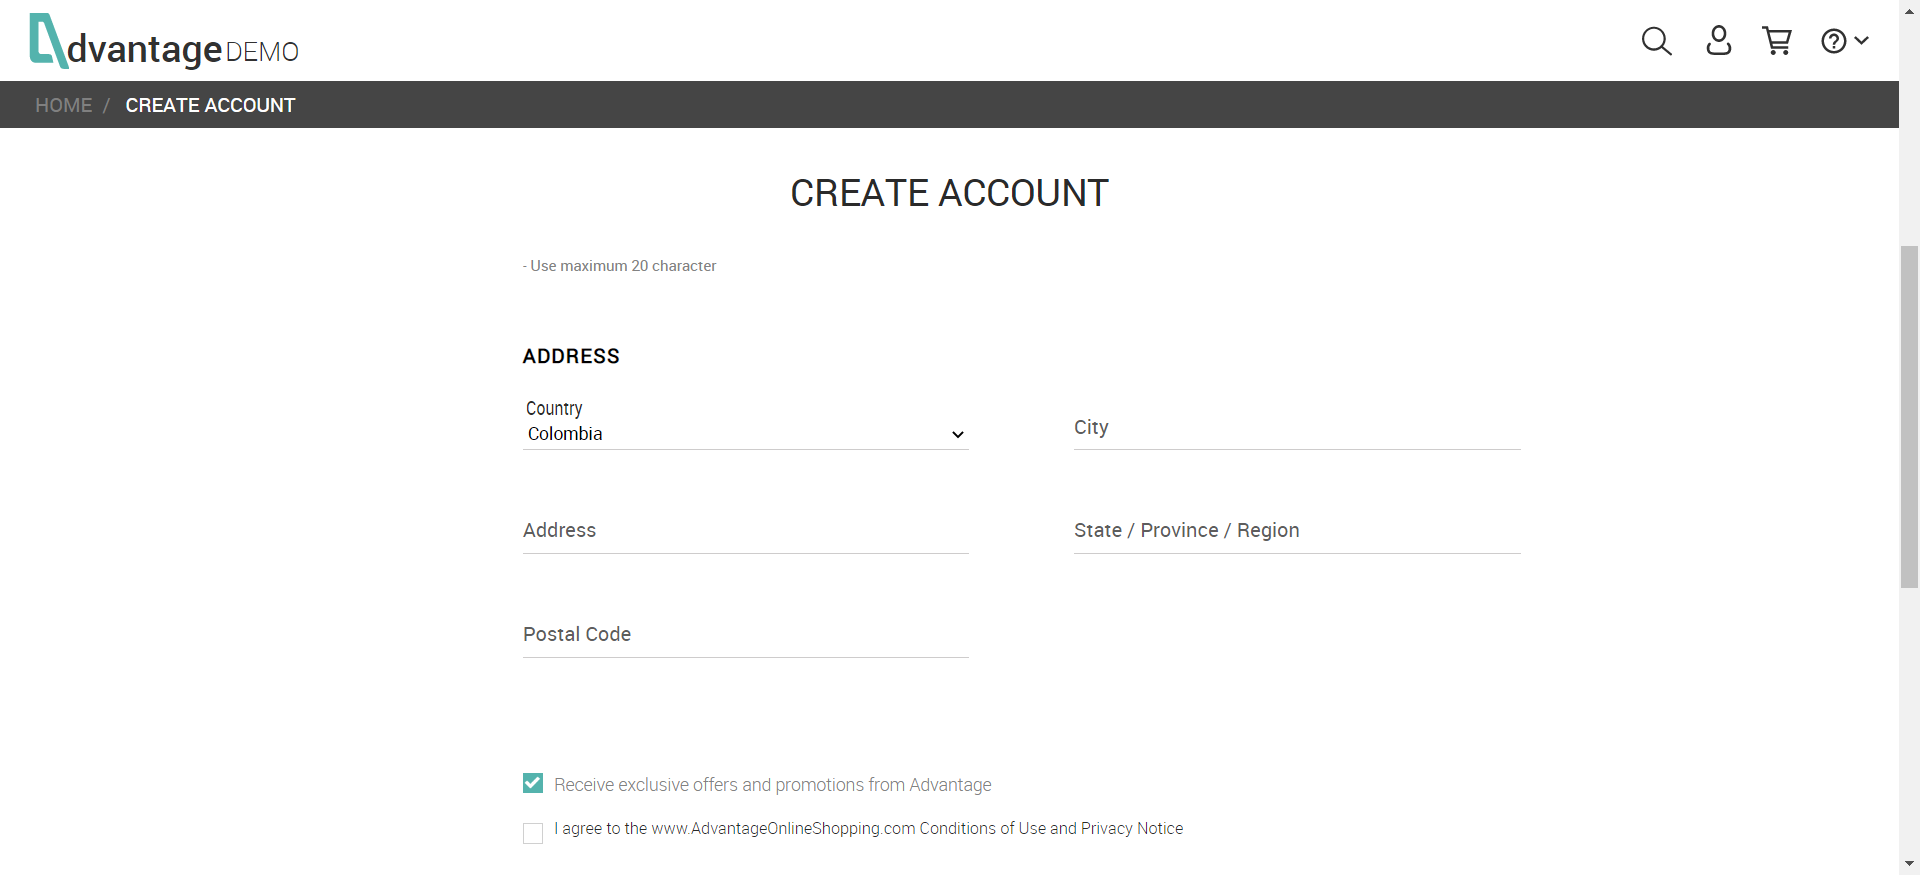 dvantage DEMO
HOME / CREATE ACCOUNT
CREATE ACCOUNT
- Use maximum 20 character
ADDRESS
Country
Colombia
City
Address
State / Province / Region
Postal Code
Receive exclusive offers and promotions from Advantage
I agree to the www.AdvantageOnlineShopping.com Conditions of Use and Privacy Notice